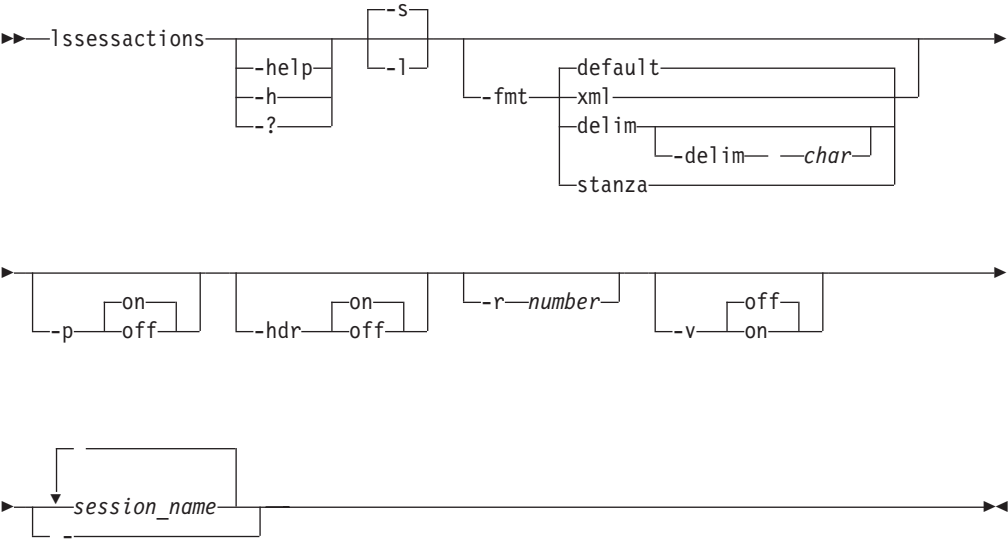 -s
lssessactions
-help
-l
default
-h
-fmt
xml
-?
delim
-delim char
stanza
on
on
-r number
off
-p
off
-hdr
off
-v
on
session_name
-